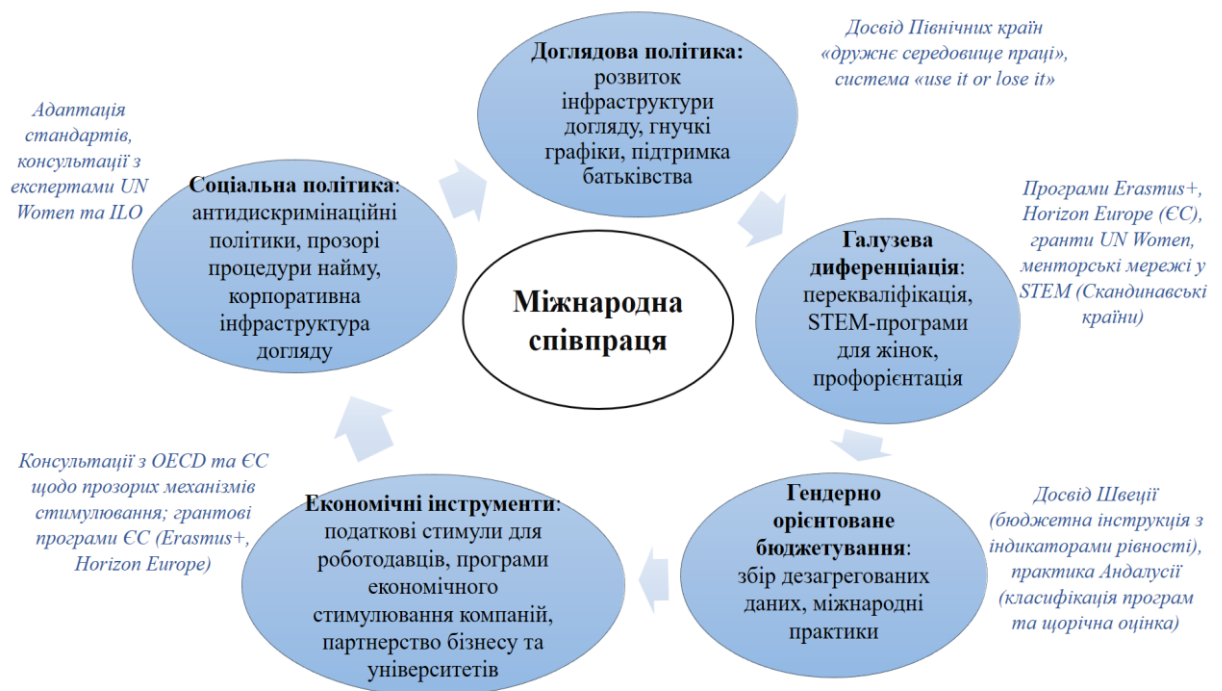 Доглядова політика:
розвиток
інфраструктури
догляду, гнучкі
графіки, підтримка
батьківства
Досвід Північних країн
«дружнє середовище праці»,
система «use it or lose it»
Галузева
диференціація:
перекваліфікація,
STEM-програми
для жінок,
профорієнтація
Програми Erasmus+,
Horizon Europe (ЄС),
гранти UN Women,
менторські мережі у
STEM (Скандинавські
країни)
Гендерно
орієнтоване
бюджетування:
збір дезагрегованих
даних, міжнародні
практики
Досвід Швеції
(бюджетна інструкція з
індикаторами рівності),
практика Андалусії
(класифікація програм
та щорічна оцінка)
Економічні інструменти:
податкові стимули для
роботодавців, програми
економічного
стимулювання компаній,
партнерство бізнесу та
університетів
Консультації з OECD та ЄС
щодо прозорих механізмів
стимулювання; грантові
програми ЄС (Erasmus+,
Horizon Europe)
Соціальна політика:
антидискримінаційні
політики, прозорі
процедури найму,
корпоративна
інфраструктура
догляду
Адаптація
стандартів,
консультації з
експертами UN
Women та ILO
Міжнародна
співпраця